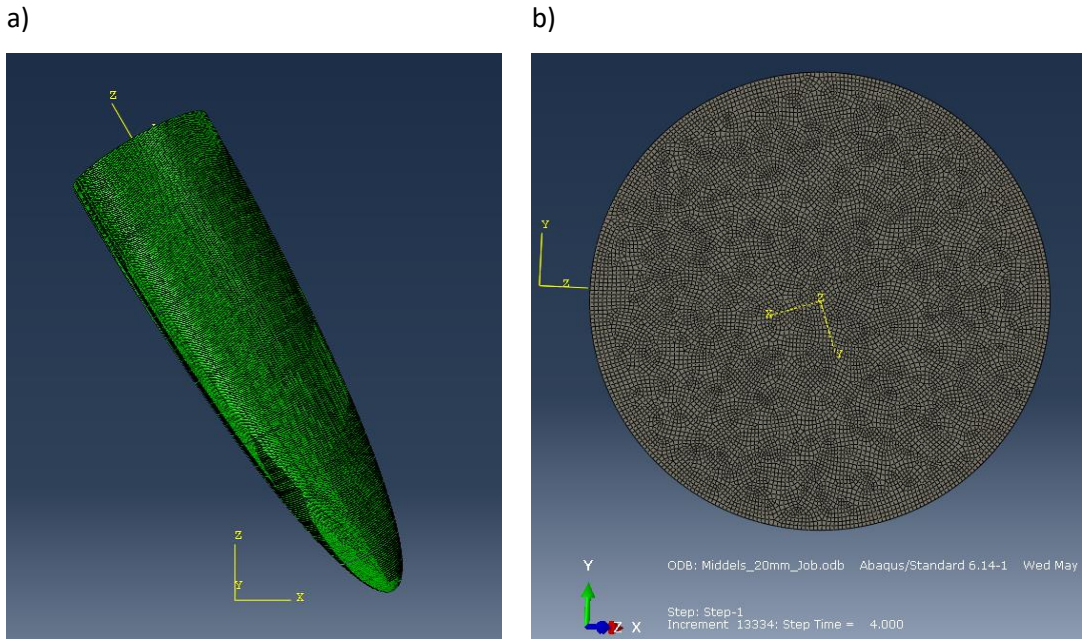 a)
b)
Z
Z
Y
X
Y
Z
X
Z
Y
ODB: Middels_20mm_Job.odb Abaqus/Standard 6.14-1 Wed May
Y
Step: Step-1
Z X
Increment 13334: Step Time = 4.000